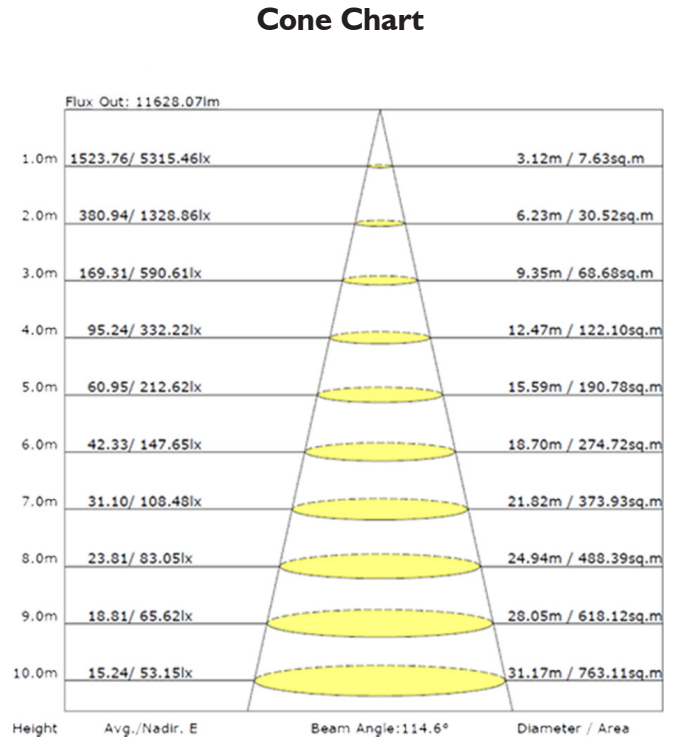 Cone Chart
Flux Out: 11628.07lm
1.0m 1523.76/ 5315.46lx 3.12m / 7.63sq.m
2.0m 380.94/ 1328.86lx 6.23m / 30.52sq.m
3.0m 169.31/ 590.61lx 9.35m / 68.68sq.m
4.0m 95.24/ 332.22lx 12.47m / 122.10sq.m
5.0m 60.95/ 212.62lx 15.59m / 190.78sq.m
6.0m 42.33/ 147.65lx 18.70m / 274.72sq.m
7.0m 31.10/ 108.48lx 21.82m / 373.93sq.m
8.0m 23.81/ 83.05lx 24.94m / 488.39sq.m
9.0m 18.81/ 65.62lx 28.05m / 618.12sq.m
10.0m 15.24/ 53.15lx 31.17m / 763.11sq.m
Height Avg./Nadir. E Beam Angle:114.6° Diameter / Area